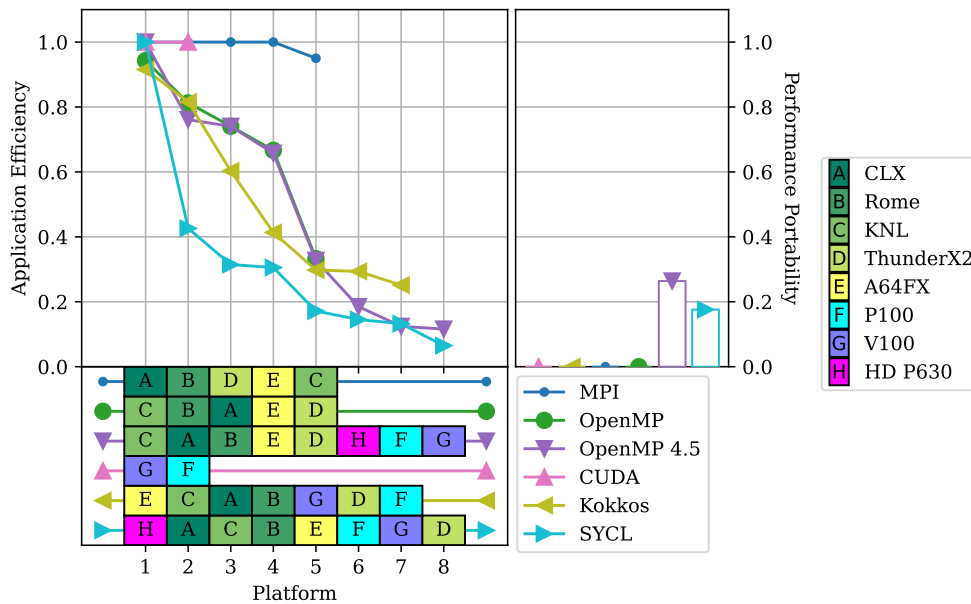 Application Efficiency
1.0
0.8
0.6
0.4
0.2
0.0
1.0
0.8
0.6
0.4
0.2
0.0
Performance Portability
A CLX
B Rome
C KNL
D ThunderX2
E A64FX
F P100
G V100
H HD P630
A B D E C
C B A E D
C A B E D H F G
G F
E C A B G D F
H A C B E F G D
1 2 3 4 5 6 7 8
Platform
MPI
OpenMP
OpenMP 4.5
CUDA
Kokkos
SYCL